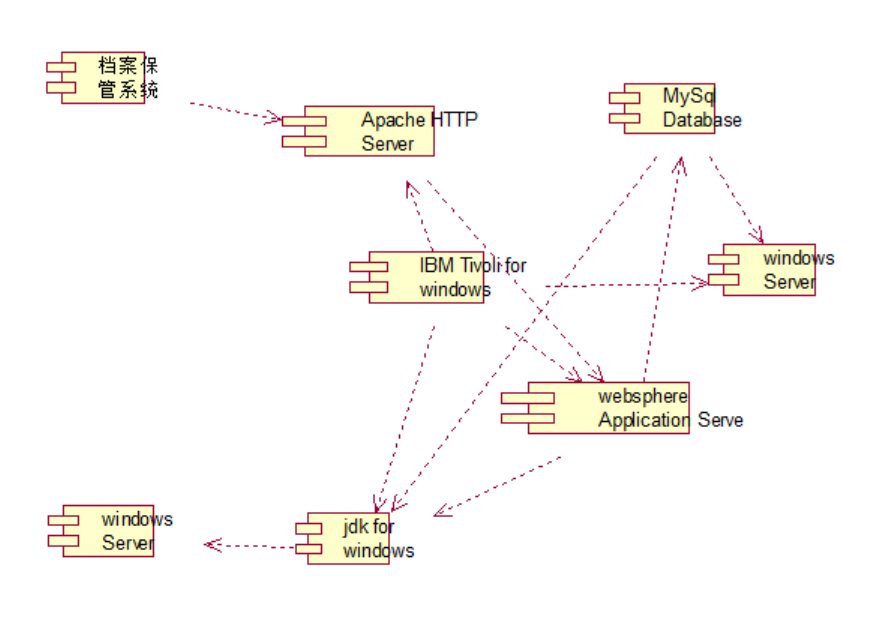 档案保
管系统
Apache HTTP
Server
MySql
Database
IBM Tivoli for
windows
windows
Server
websphere
Application Serve
windows
Server
jdk for
windows